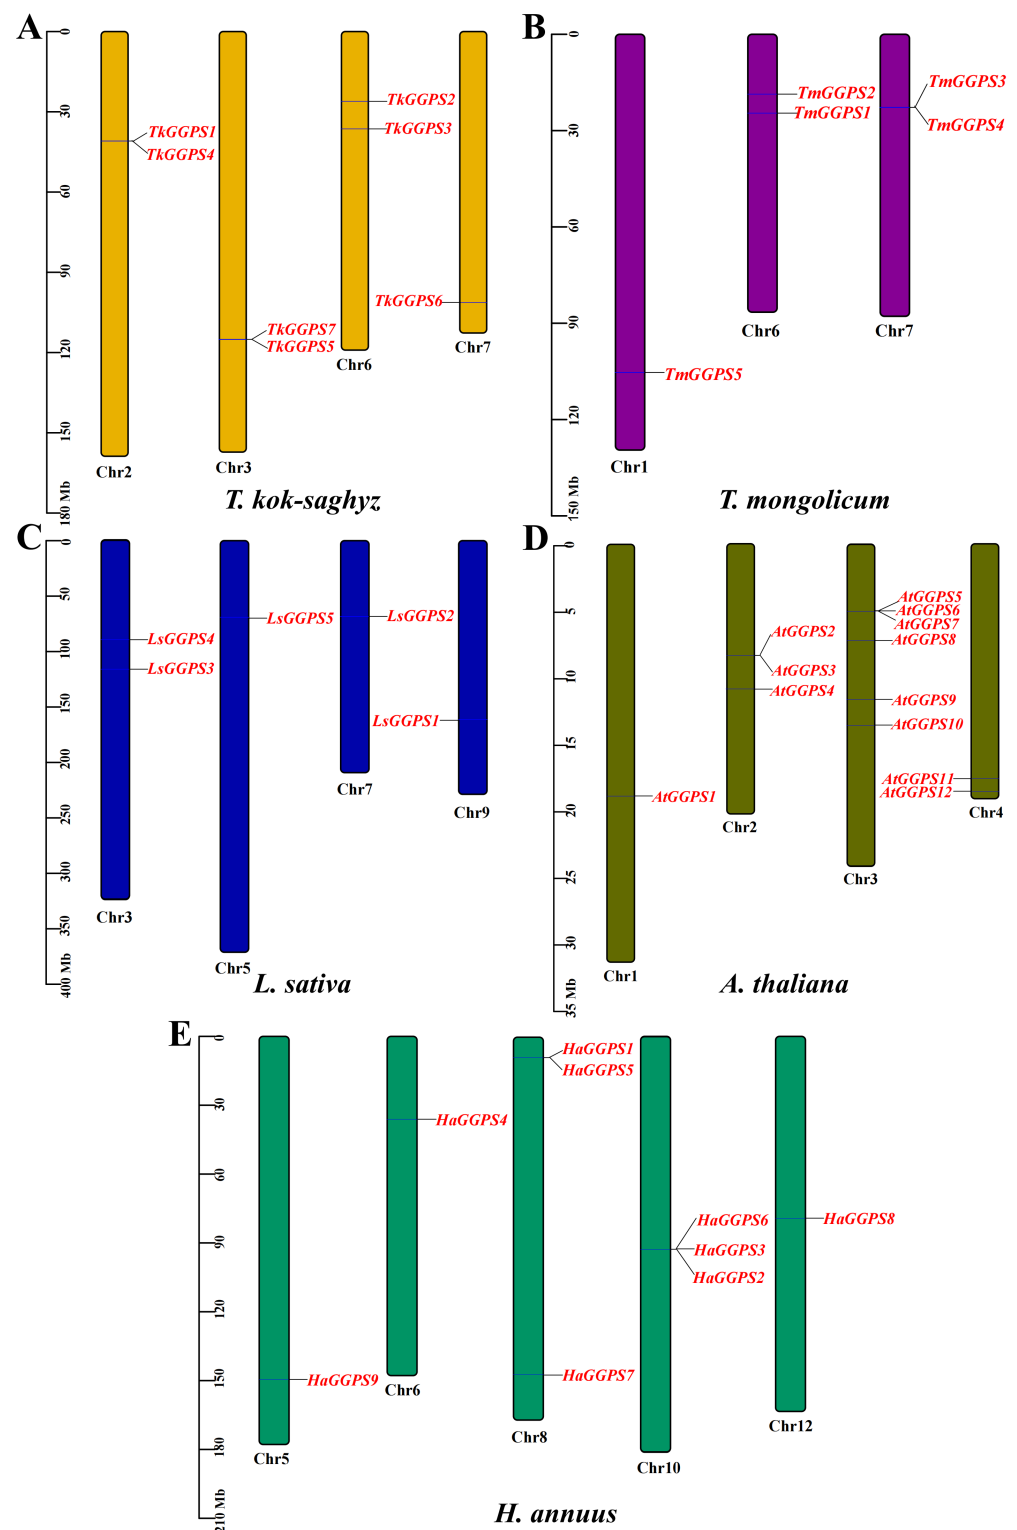 A
0
30
60
90
120
150
180 Mb
TkGGPS1
TkGGPS4
Chr2
TkGGPS7
TkGGPS5
Chr3
TkGGPS2
TkGGPS3
Chr6
TkGGPS6
Chr7
T. kok-saghyz
B
0
30
60
90
120
150 Mb
TmGGPS5
Chr1
TmGGPS2
TmGGPS1
Chr6
TmGGPS3
TmGGPS4
Chr7
T. mongolicum
C
0
50
100
150
200
250
300
350
400 Mb
LsGGPS4
LsGGPS3
Chr3
LsGGPS5
Chr5
LsGGPS2
Chr7
LsGGPS1
Chr9
L. sativa
D
0
5
10
15
20
25
30
35 Mb
AtGGPS1
Chr1
AtGGPS2
AtGGPS3
AtGGPS4
Chr2
AtGGPS5
AtGGPS6
AtGGPS7
AtGGPS8
AtGGPS9
AtGGPS10
Chr3
AtGGPS11
AtGGPS12
Chr4
A. thaliana
E
0
30
60
90
120
150
180
210 Mb
HaGGPS9
Chr5
HaGGPS4
Chr6
HaGGPS1
HaGGPS5
HaGGPS7
Chr8
HaGGPS6
HaGGPS3
HaGGPS2
Chr10
HaGGPS8
Chr12
H. annuus